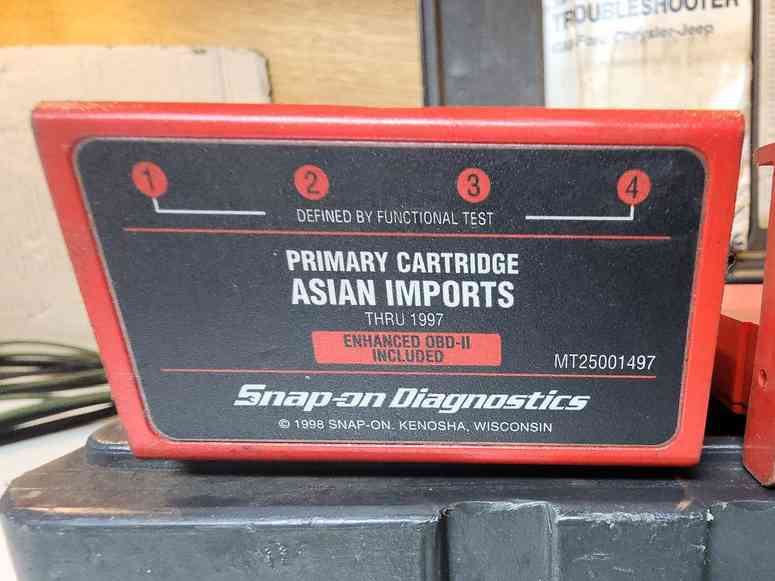 TROUBLESHOOTER
Ford, Chrysler-Jeep
1 2 3 4
DEFINED BY FUNCTIONAL TEST
PRIMARY CARTRIDGE
ASIAN IMPORTS
THRU 1997
ENHANCED OBD-II
INCLUDED
MT25001497
Snap-on Diagnostics
© 1998 SNAP-ON. KENOSHA, WISCONSIN